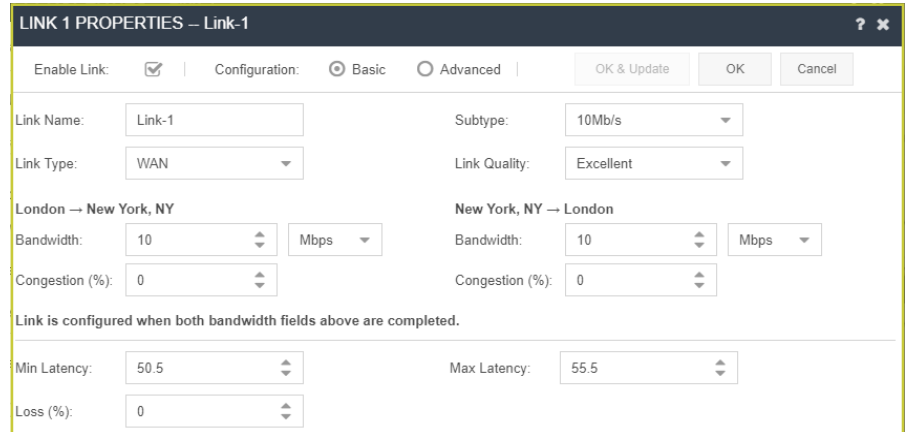 LINK 1 PROPERTIES -- Link-1 ? ✖
Enable Link: Configuration: Basic Advanced OK & Update OK Cancel
Link Name: Link-1 Subtype: 10Mb/s
Link Type: WAN Link Quality: Excellent
London → New York, NY New York, NY → London
Bandwidth: 10 Mbps Bandwidth: 10 Mbps
Congestion (%): 0 Congestion (%): 0
Link is configured when both bandwidth fields above are completed.
Min Latency: 50.5 Max Latency: 55.5
Loss (%): 0